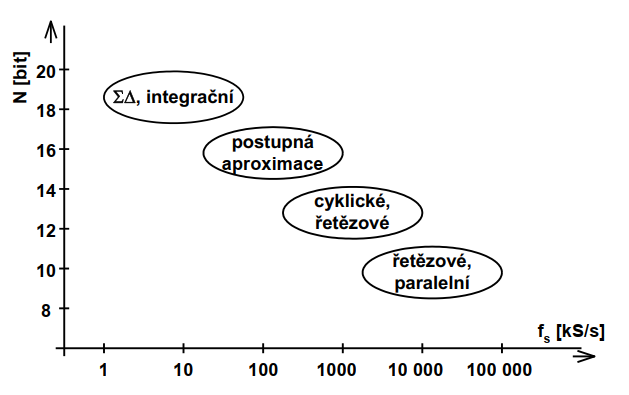 N [bit]
20
18
16
14
12
10
8
ΣΔ, integrační
postupná
aproximace
cyklické,
řetězové
řetězové,
paralelní
fs [kS/s]
1
10
100
1000
10 000
100 000